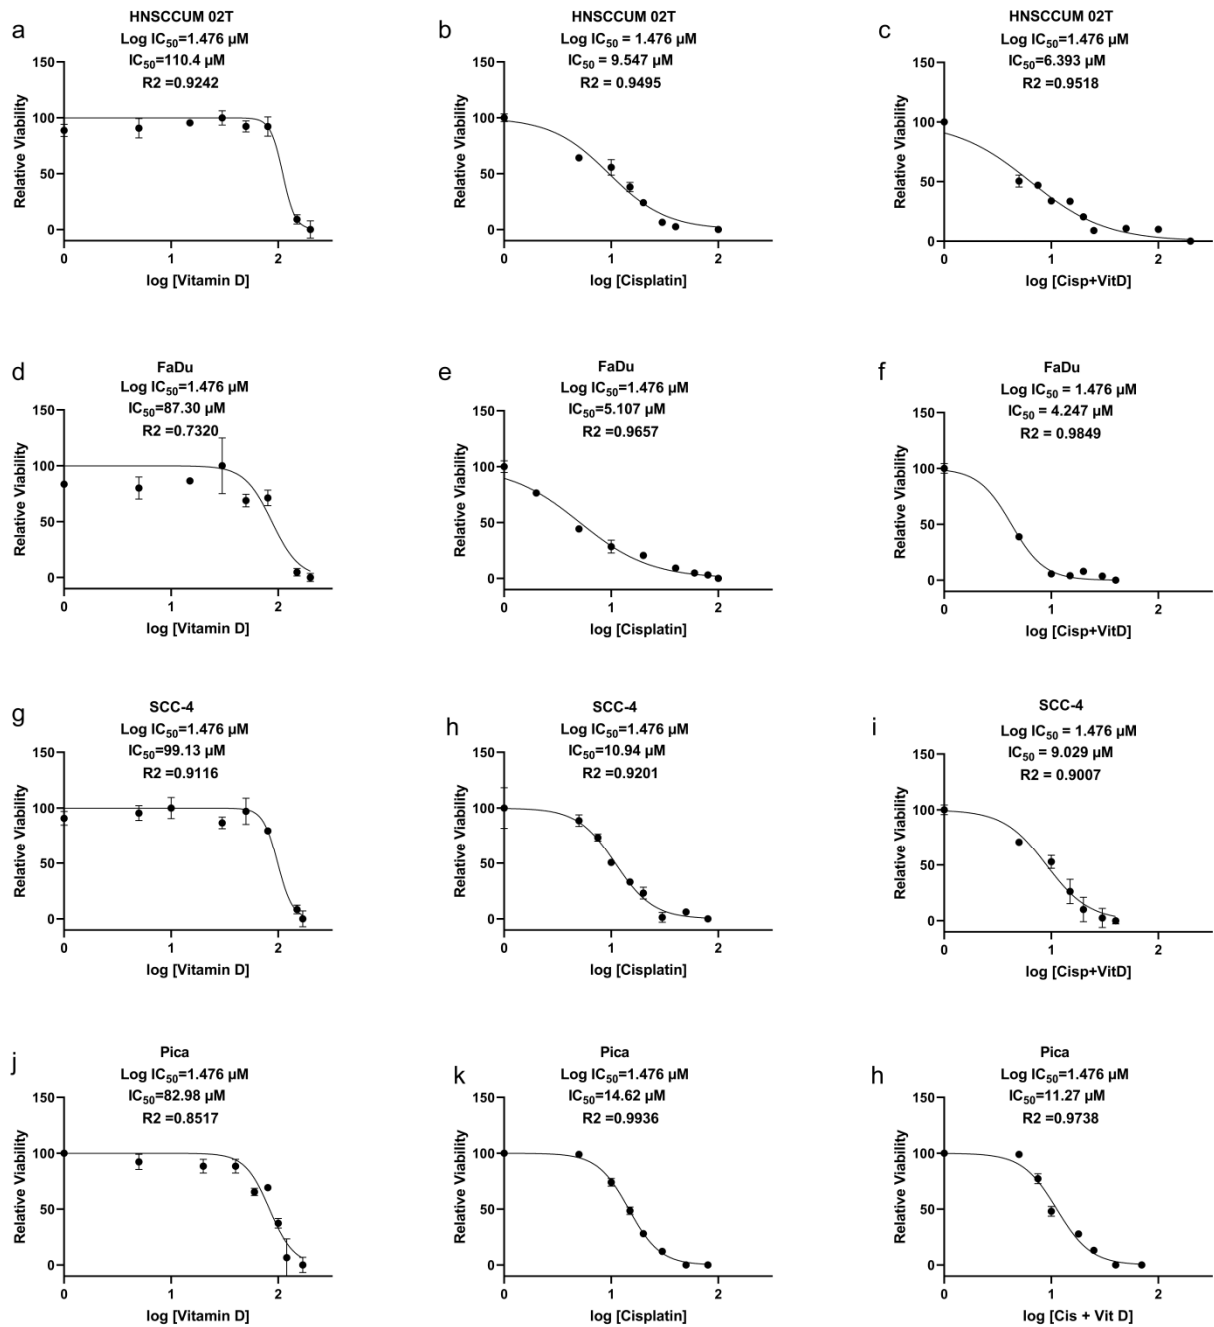 a
HNSCCUM 02T
Log IC50=1.476 µM
IC50=110.4 µM
R2 =0.9242
150
100
50
0
Relative Viability
0 1 2
log [Vitamin D]
b
HNSCCUM 02T
Log IC50 = 1.476 µM
IC50 = 9.547 µM
R2 = 0.9495
150
100
50
0
Relative Viability
0 1 2
log [Cisplatin]
c
HNSCCUM 02T
Log IC50=1.476 µM
IC50=6.393 µM
R2 =0.9518
150
100
50
0
Relative Viability
0 1 2
log [Cisp+VitD]
d
FaDu
Log IC50=1.476 µM
IC50=87.30 µM
R2 =0.7320
150
100
50
0
Relative Viability
0 1 2
log [Vitamin D]
e
FaDu
Log IC50=1.476 µM
IC50=5.107 µM
R2 =0.9657
150
100
50
0
Relative Viability
0 1 2
log [Cisplatin]
f
FaDu
Log IC50 = 1.476 µM
IC50 = 4.247 µM
R2 = 0.9849
150
100
50
0
Relative Viability
0 1 2
log [Cisp+VitD]
g
SCC-4
Log IC50=1.476 µM
IC50=99.13 µM
R2 =0.9116
150
100
50
0
Relative Viability
0 1 2
log [Vitamin D]
h
SCC-4
Log IC50=1.476 µM
IC50=10.94 µM
R2 =0.9201
150
100
50
0
Relative Viability
0 1 2
log [Cisplatin]
i
SCC-4
Log IC50 = 1.476 µM
IC50 = 9.029 µM
R2 = 0.9007
150
100
50
0
Relative Viability
0 1 2
log [Cisp+VitD]
j
Pica
Log IC50=1.476 µM
IC50=82.98 µM
R2 =0.8517
150
100
50
0
Relative Viability
0 1 2
log [Vitamin D]
k
Pica
Log IC50=1.476 µM
IC50=14.62 µM
R2 =0.9936
150
100
50
0
Relative Viability
0 1 2
log [Cisplatin]
h
Pica
Log IC50=1.476 µM
IC50=11.27 µM
R2 =0.9738
150
100
50
0
Relative Viability
0 1 2
log [Cis + Vit D]